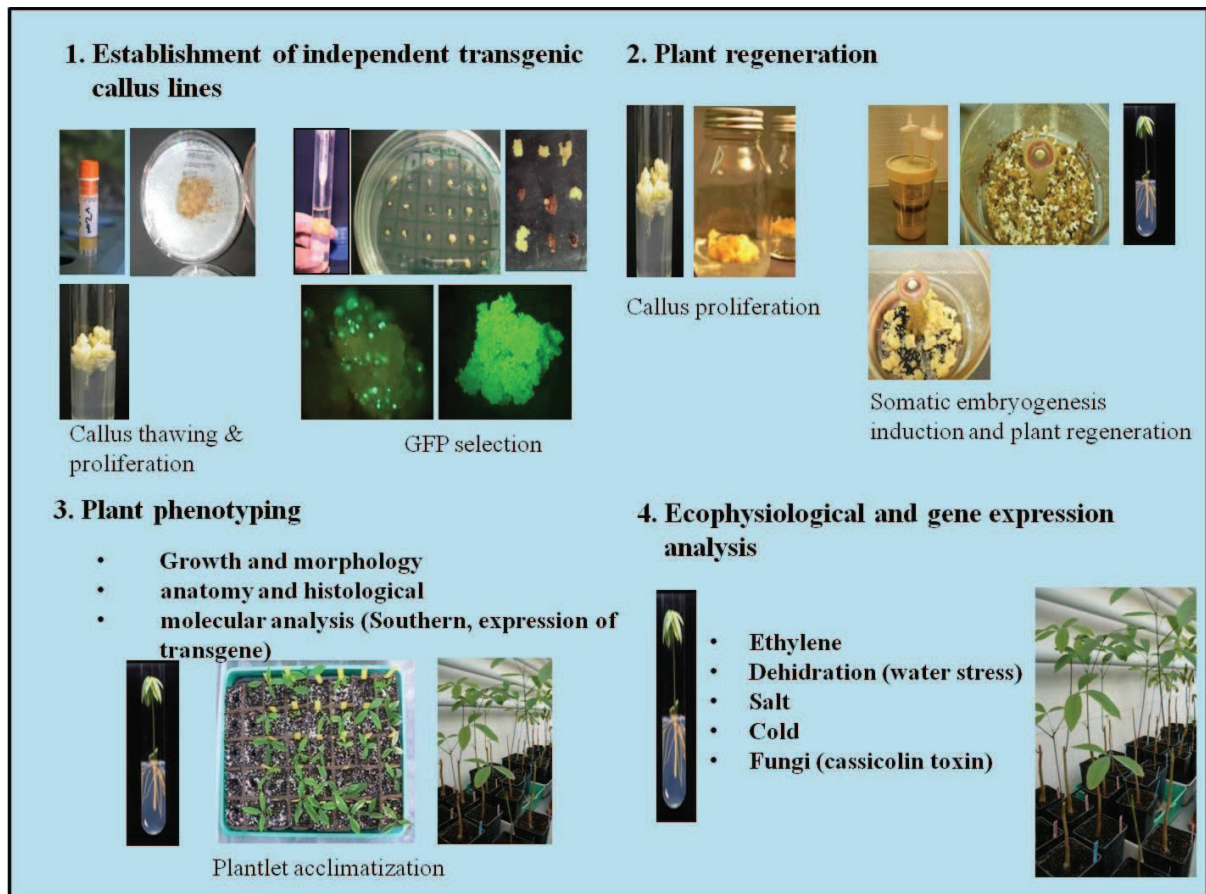 1. Establishment of independent transgenic
callus lines
Callus thawing &
proliferation
GFP selection
2. Plant regeneration
Callus proliferation
Somatic embryogenesis
induction and plant regeneration
3. Plant phenotyping
• Growth and morphology
• anatomy and histological
• molecular analysis (Southern, expression of
transgene)
Plantlet acclimatization
4. Ecophysiological and gene expression
analysis
• Ethylene
• Dehidration (water stress)
• Salt
• Cold
• Fungi (cassicolin toxin)